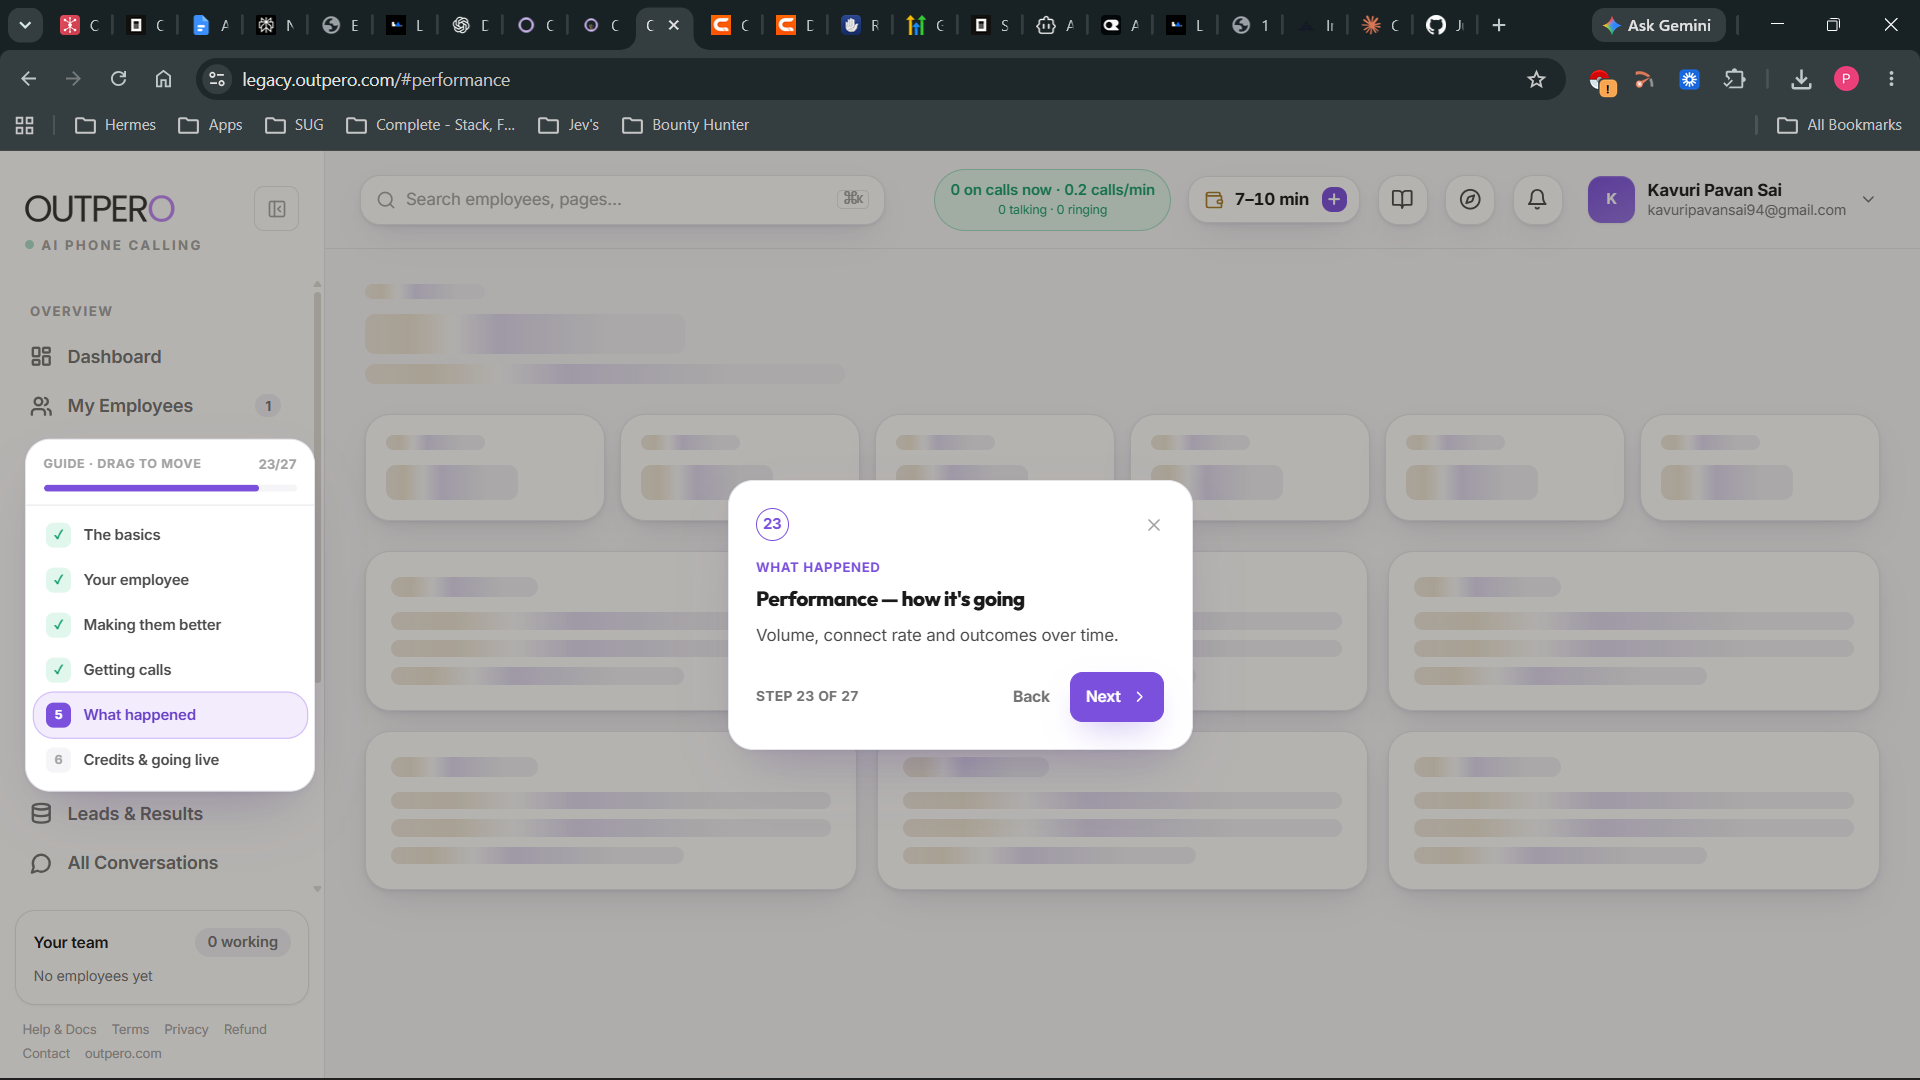 Ask Gemini
legacy.outpero.com/#performance
Hermes
Apps
SUG
Complete - Stack, F...
Jev's
Bounty Hunter
All Bookmarks
OUTPERO
AI PHONE CALLING
Search employees, pages...
⌘K
0 on calls now · 0.2 calls/min
0 talking · 0 ringing
7–10 min
K
Kavuri Pavan Sai
kavuripavansai94@gmail.com
OVERVIEW
Dashboard
My Employees 1
GUIDE · DRAG TO MOVE 23/27
The basics
Your employee
Making them better
Getting calls
5 What happened
6 Credits & going live
Leads & Results
All Conversations
Your team 0 working
No employees yet
Help & Docs Terms Privacy Refund
Contact outpero.com
23
WHAT HAPPENED
Performance — how it's going
Volume, connect rate and outcomes over time.
STEP 23 OF 27 Back Next